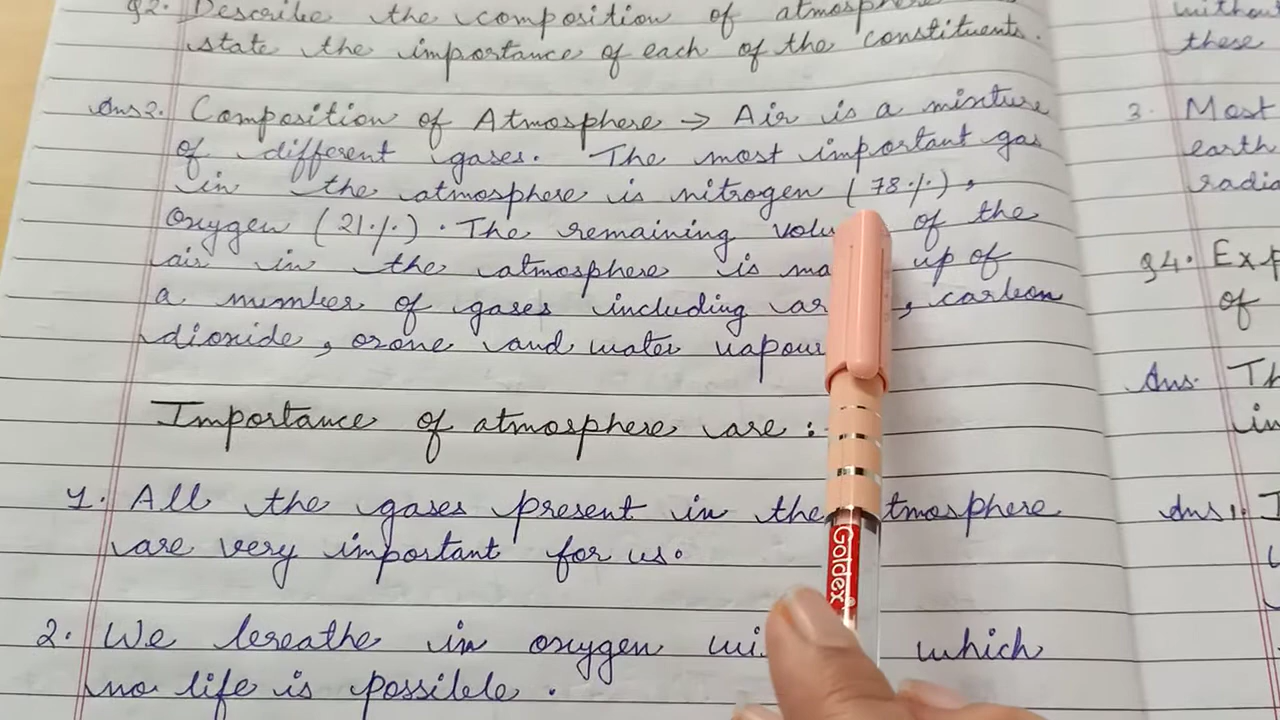 Q2. Describe the composition of atmosphere
state the importance of each of the constituents.
Ans2. Composition of Atmosphere → Air is a mixture
of different gases. The most important gas
in the atmosphere is nitrogen (78%),
Oxygen (21%). The remaining volu of the
air in the atmosphere is ma up of
a number of gases including ar , carbon
dioxide, ozone and water vapour
Importance of atmosphere are :
1. All the gases present in the tmosphere
are very important for us.
2. We breathe in oxygen wi which
no life is possible.
Goldex
without
these
3. Most
earth
radia
Q4. Exp
of
Ans. Th
in
Ans1. I